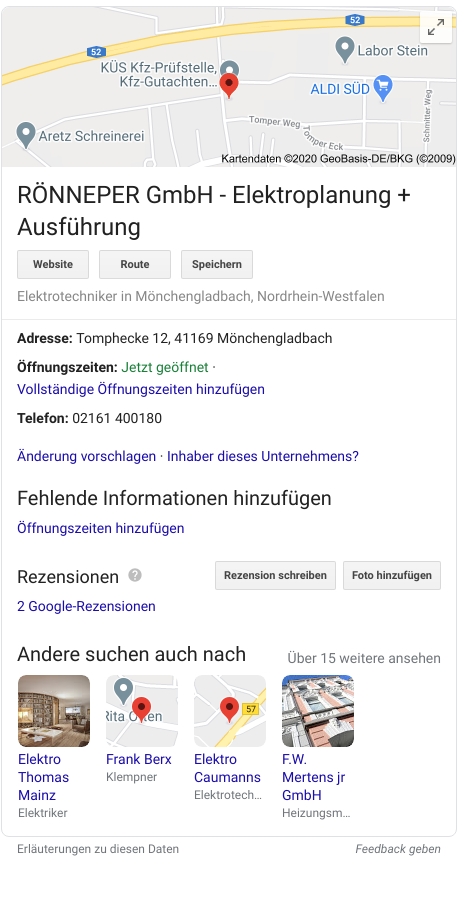 52
52
Labor Stein
KÜS Kfz-Prüfstelle,
Kfz-Gutachten...
ALDI SÜD
Tomper Weg
Tomper Eck
Schmitter Weg
Aretz Schreinerei
Kartendaten ©2020 GeoBasis-DE/BKG (©2009)
RÖNNEPER GmbH - Elektroplanung +
Ausführung
Website Route Speichern
Elektrotechniker in Mönchengladbach, Nordrhein-Westfalen
Adresse: Tomphecke 12, 41169 Mönchengladbach
Öffnungszeiten: Jetzt geöffnet ·
Vollständige Öffnungszeiten hinzufügen
Telefon: 02161 400180
Änderung vorschlagen · Inhaber dieses Unternehmens?
Fehlende Informationen hinzufügen
Öffnungszeiten hinzufügen
Rezensionen ? Rezension schreiben Foto hinzufügen
2 Google-Rezensionen
Andere suchen auch nach Über 15 weitere ansehen
57
Elektro
Thomas
Mainz
Elektriker
Frank Berx
Klempner
Elektro
Caumanns
Elektrotech...
F.W.
Mertens jr
GmbH
Heizungsm...
Erläuterungen zu diesen Daten Feedback geben